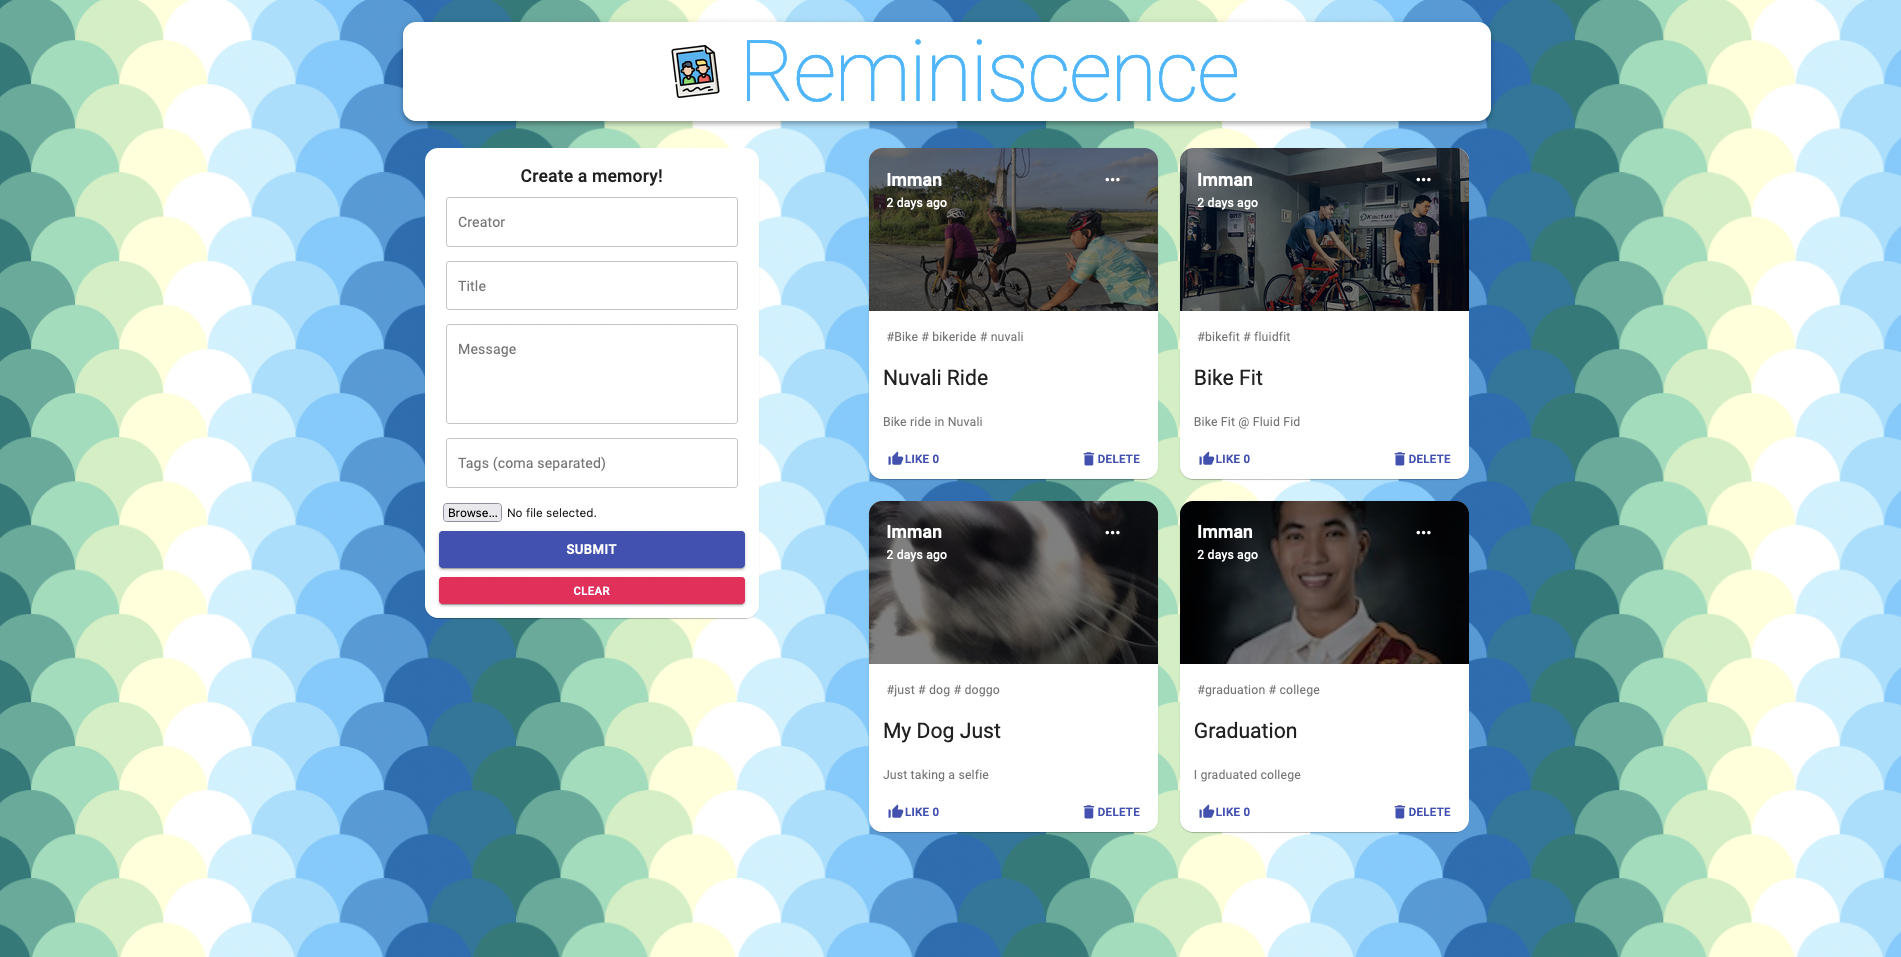 Reminiscence
Create a memory!
Creator
Title
Message
Tags (coma separated)
Browse... No file selected.
SUBMIT
CLEAR
Imman
2 days ago
#Bike # bikeride # nuvali
Nuvali Ride
Bike ride in Nuvali
LIKE 0 DELETE
Imman
2 days ago
#bikefit # fluidfit
Bike Fit
Bike Fit @ Fluid Fid
LIKE 0 DELETE
Imman
2 days ago
#just # dog # doggo
My Dog Just
Just taking a selfie
LIKE 0 DELETE
Imman
2 days ago
#graduation # college
Graduation
I graduated college
LIKE 0 DELETE